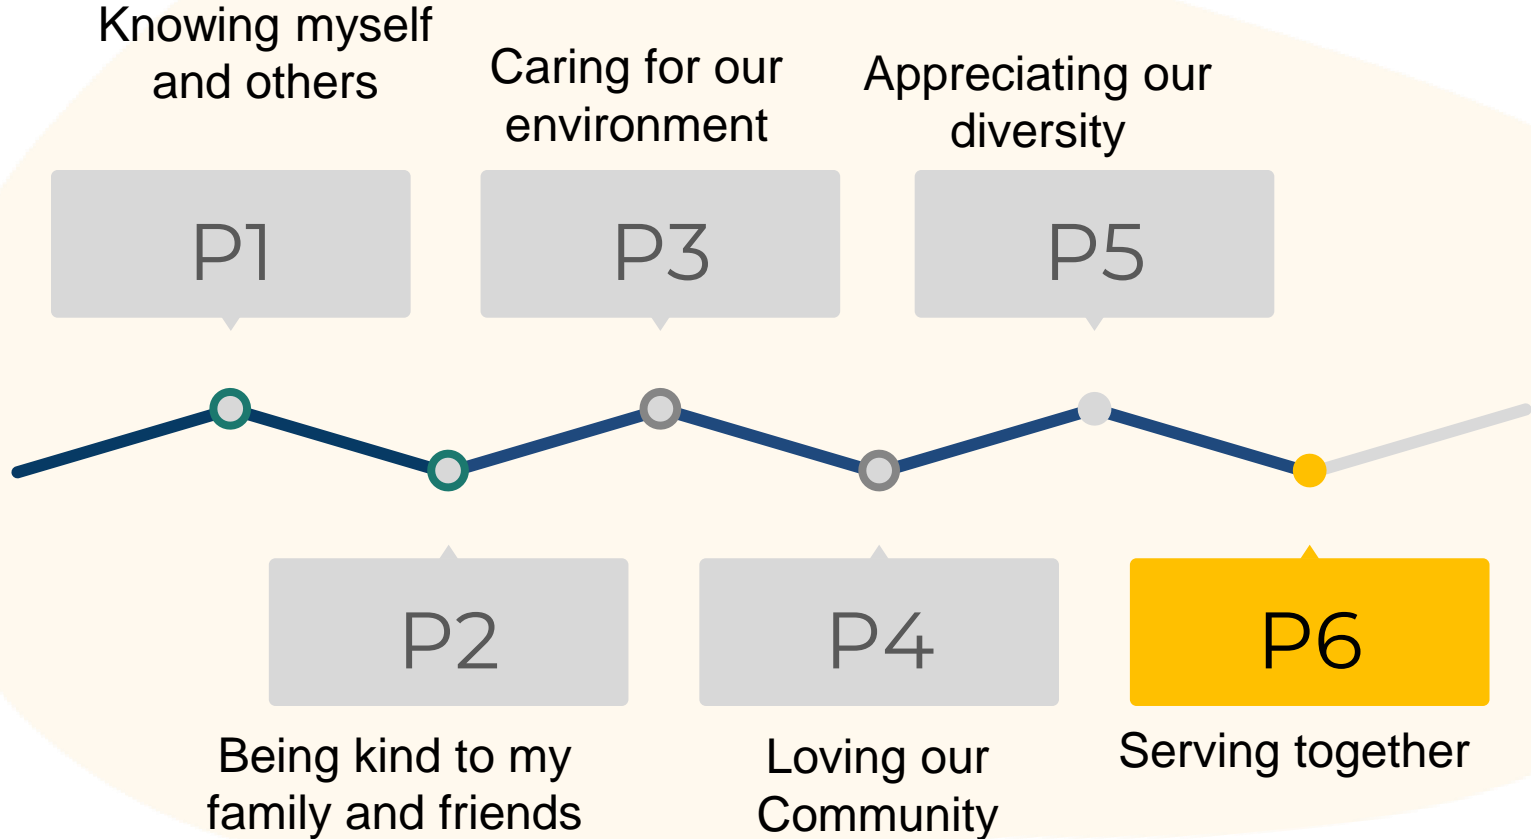 Knowing myself
and others
Caring for our
environment
Appreciating our
diversity
P1
P3
P5
P2
P4
P6
Being kind to my
family and friends
Loving our
Community
Serving together